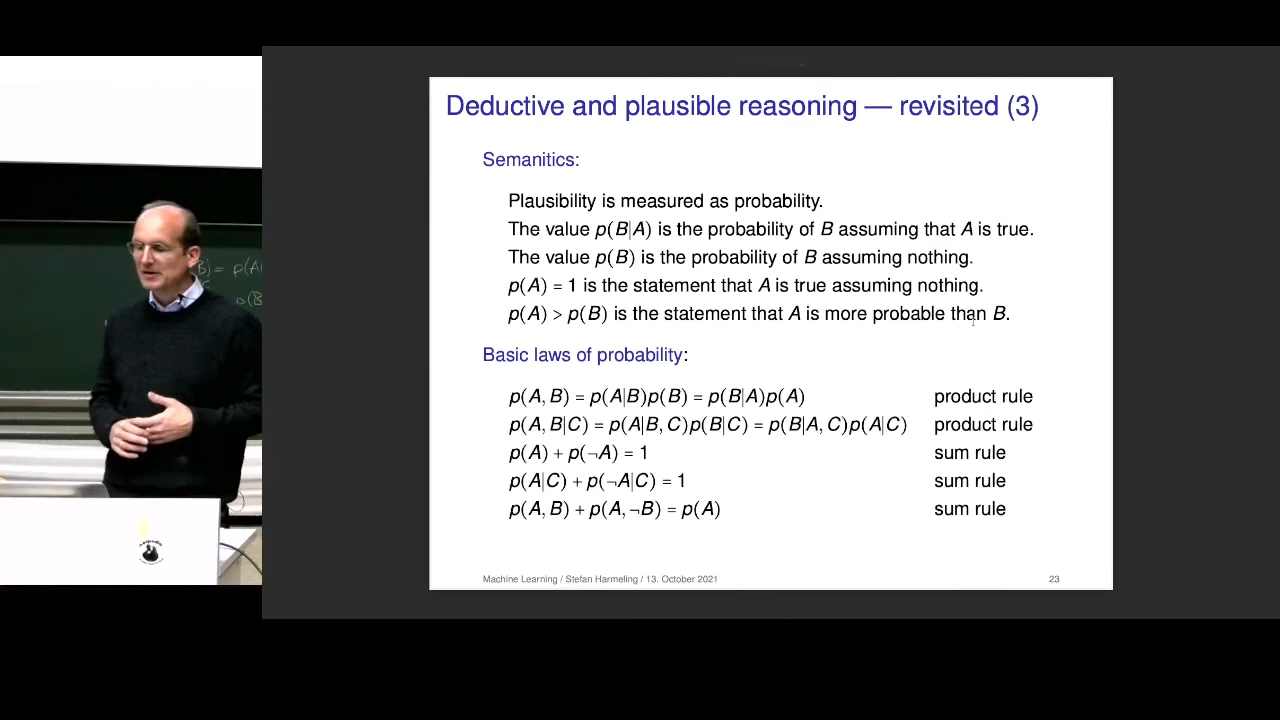 Deductive and plausible reasoning — revisited (3)
Semanitics:
Plausibility is measured as probability.
The value p(B|A) is the probability of B assuming that A is true.
The value p(B) is the probability of B assuming nothing.
p(A) = 1 is the statement that A is true assuming nothing.
p(A) > p(B) is the statement that A is more probable than B.
Basic laws of probability:
p(A, B) = p(A|B)p(B) = p(B|A)p(A) product rule
p(A, B|C) = p(A|B, C)p(B|C) = p(B|A, C)p(A|C) product rule
p(A) + p(¬A) = 1 sum rule
p(A|C) + p(¬A|C) = 1 sum rule
p(A, B) + p(A, ¬B) = p(A) sum rule
Machine Learning / Stefan Harmeling / 13. October 2021 23
B) = p(A
p(B